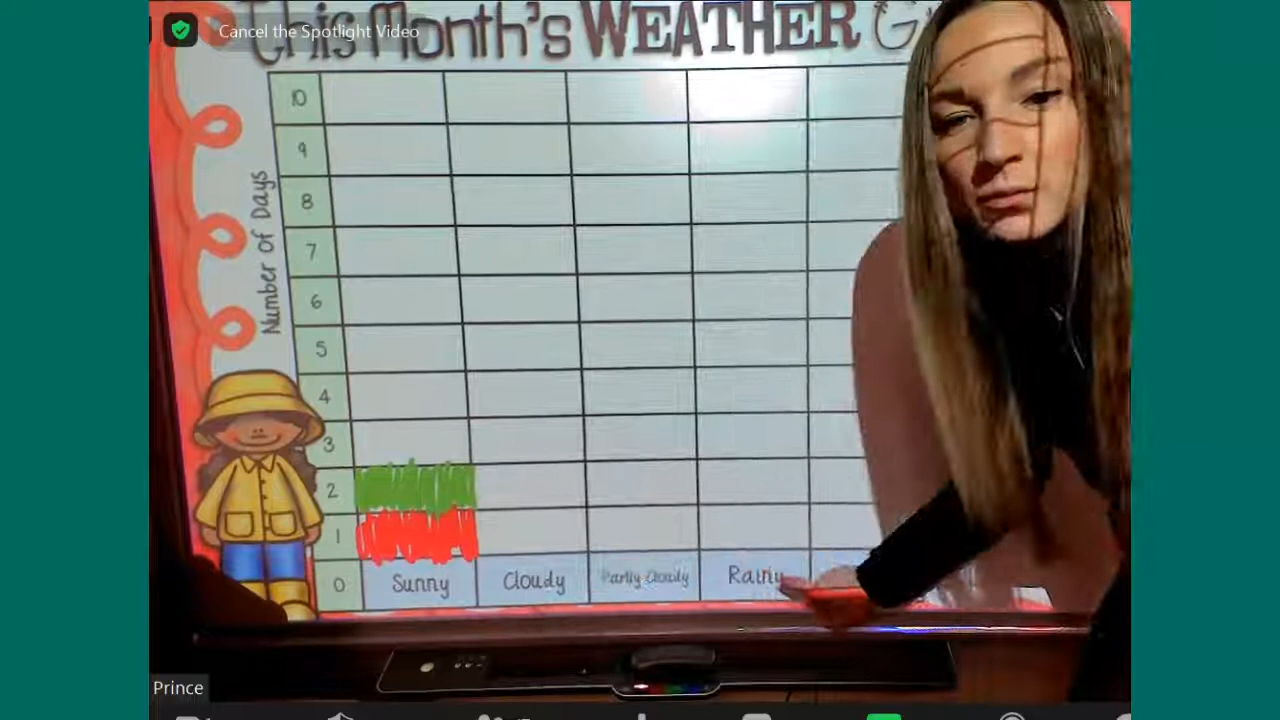 Cancel the Spotlight Video
This Month's WEATHER
10
9
8
7
6
5
4
3
2
1
0
Number of Days
Sunny Cloudy Partly Cloudy Rainy
Prince